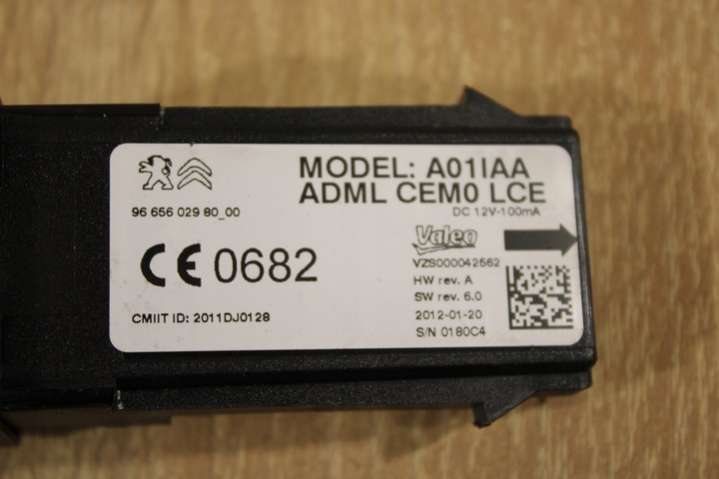 MODEL: A01IAA
ADML CEM0 LCE
96 656 029 80_00
DC 12V-100mA
CE 0682
Valeo
VZS000042562
HW rev. A
SW rev. 6.0
CMIIT ID: 2011DJ0128
2012-01-20
S/N 0180C4